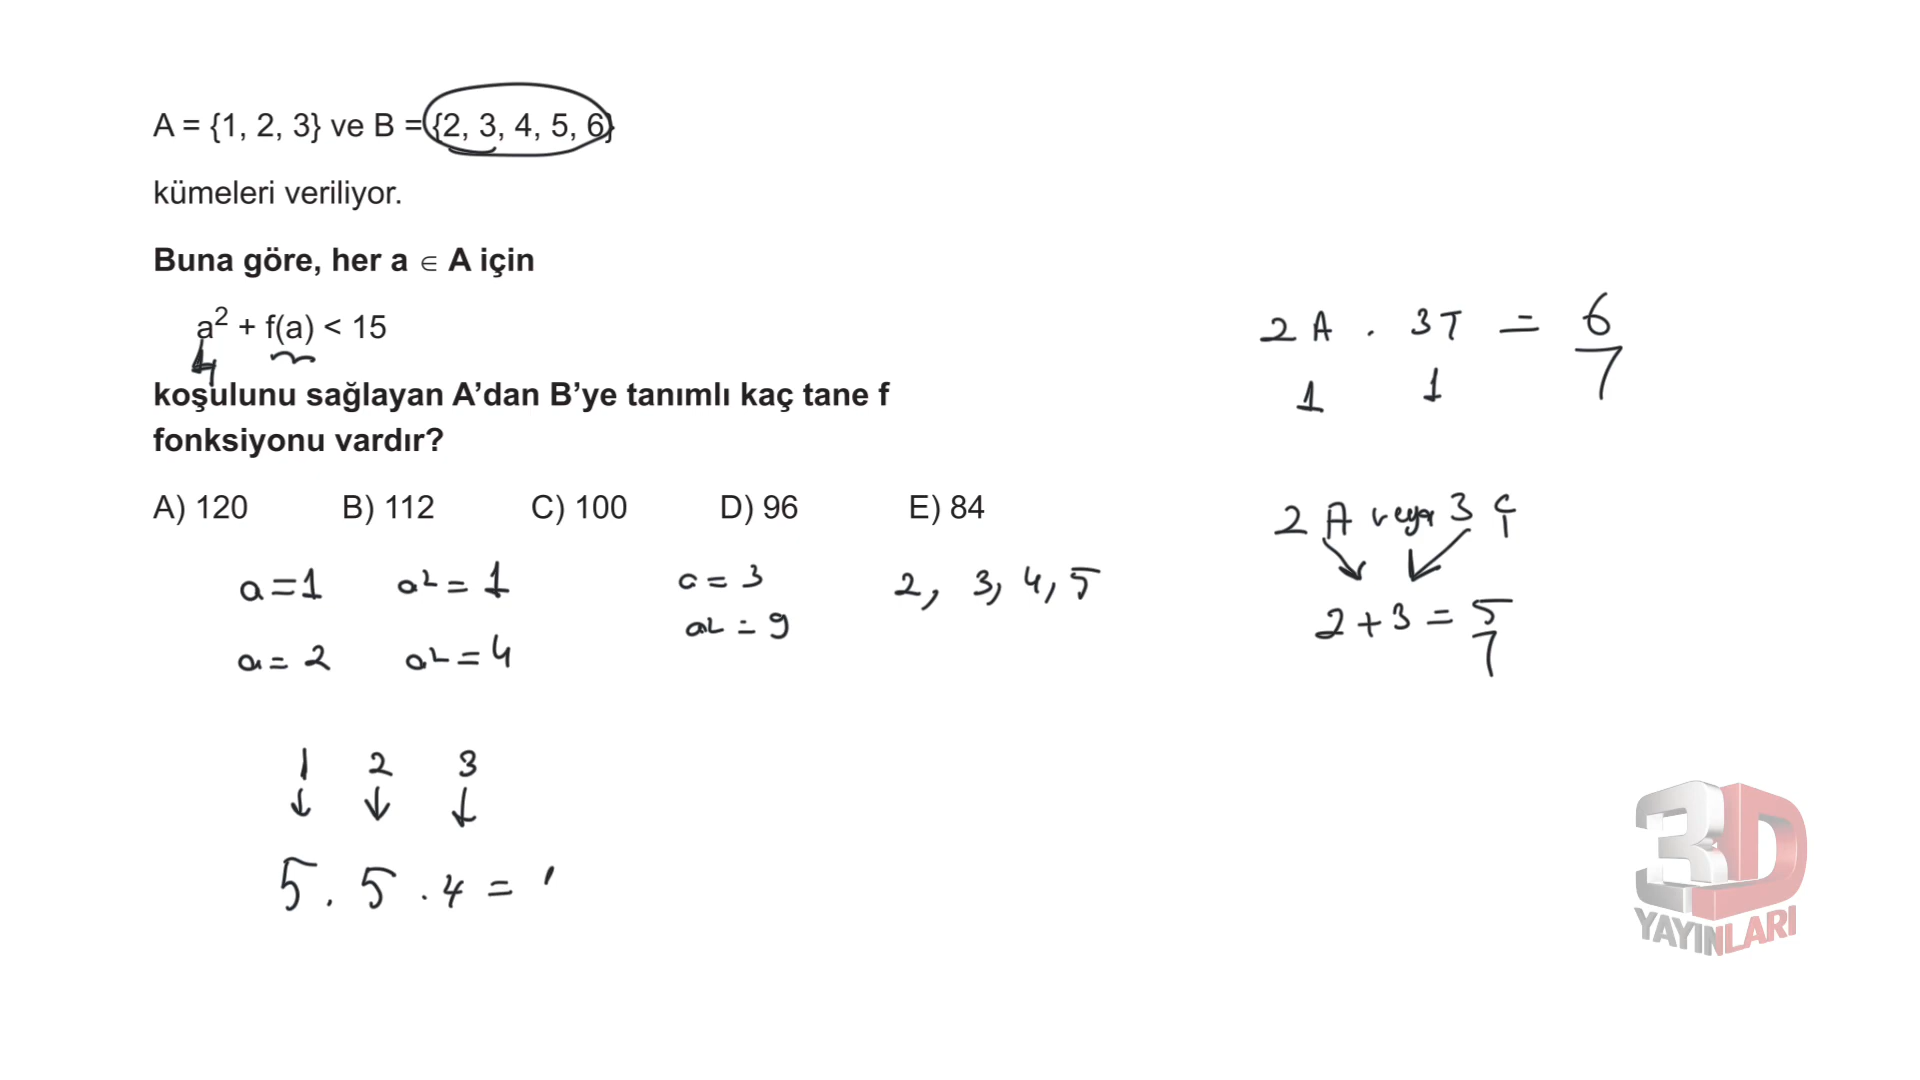 A = {1, 2, 3} ve B = {2, 3, 4, 5, 6}
kümeleri veriliyor.
Buna göre, her a ∈ A için
a² + f(a) < 15
4
koşulunu sağlayan A’dan B’ye tanımlı kaç tane f
fonksiyonu vardır?
A) 120 B) 112 C) 100 D) 96 E) 84
a = 1 a² = 1 a = 3 2, 3, 4, 5
a² = 9
a = 2 a² = 4
1 2 3
↓ ↓ ↓
5 . 5 . 4 =
2 A . 3T = 6
1 1 7
2 A veya 3 Ç
2 + 3 = 5
7
3D
YAYINLARI